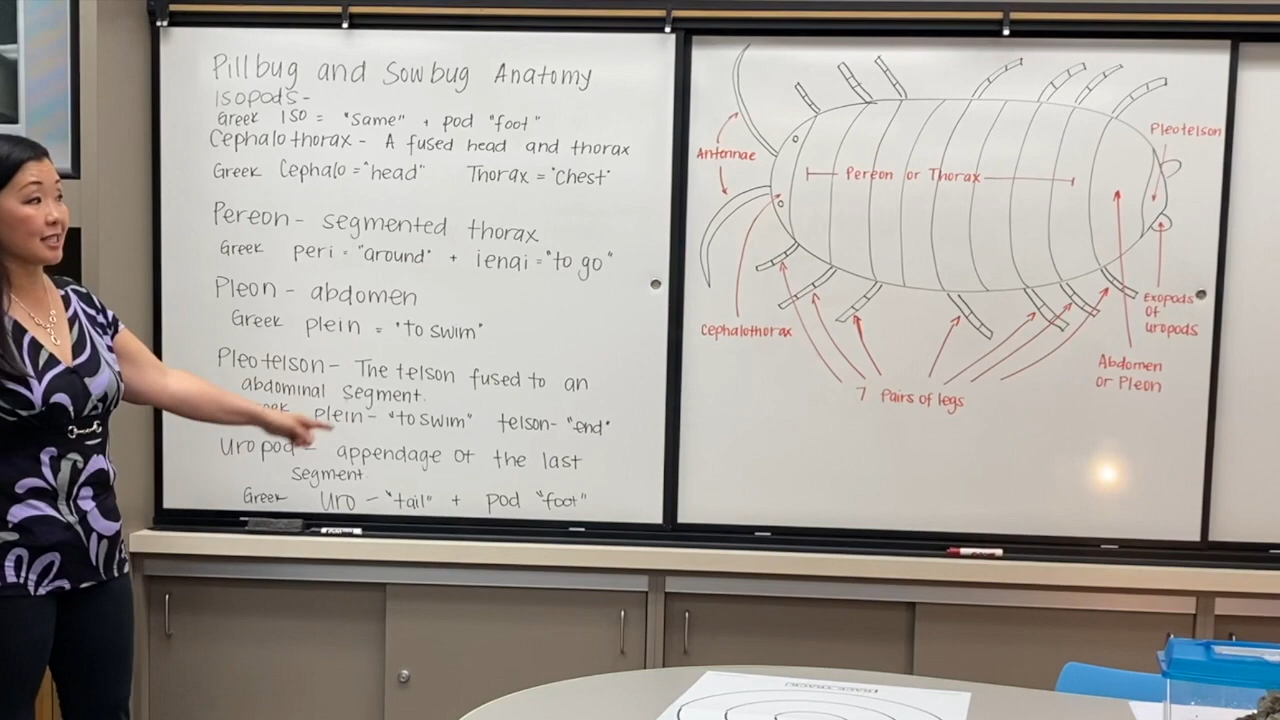 Pillbug and Sowbug Anatomy
Isopods-
Greek Iso = "Same" + pod "foot"
Cephalothorax - A fused head and thorax
Greek Cephalo = "head" Thorax = "chest"
Pereon - segmented thorax
Greek peri = "around" + ienai = "to go"
Pleon - abdomen
Greek plein = "to swim"
Pleotelson - The telson fused to an
abdominal segment.
plein - "to swim" telson - "end"
Uropod - appendage of the last
segment
Greek Uro - "tail" + pod "foot"
Antennae
Pereon or Thorax
Pleotelson
Cephalothorax
7 Pairs of legs
Exopods
of
uropods
Abdomen
or Pleon
RACE TRACK